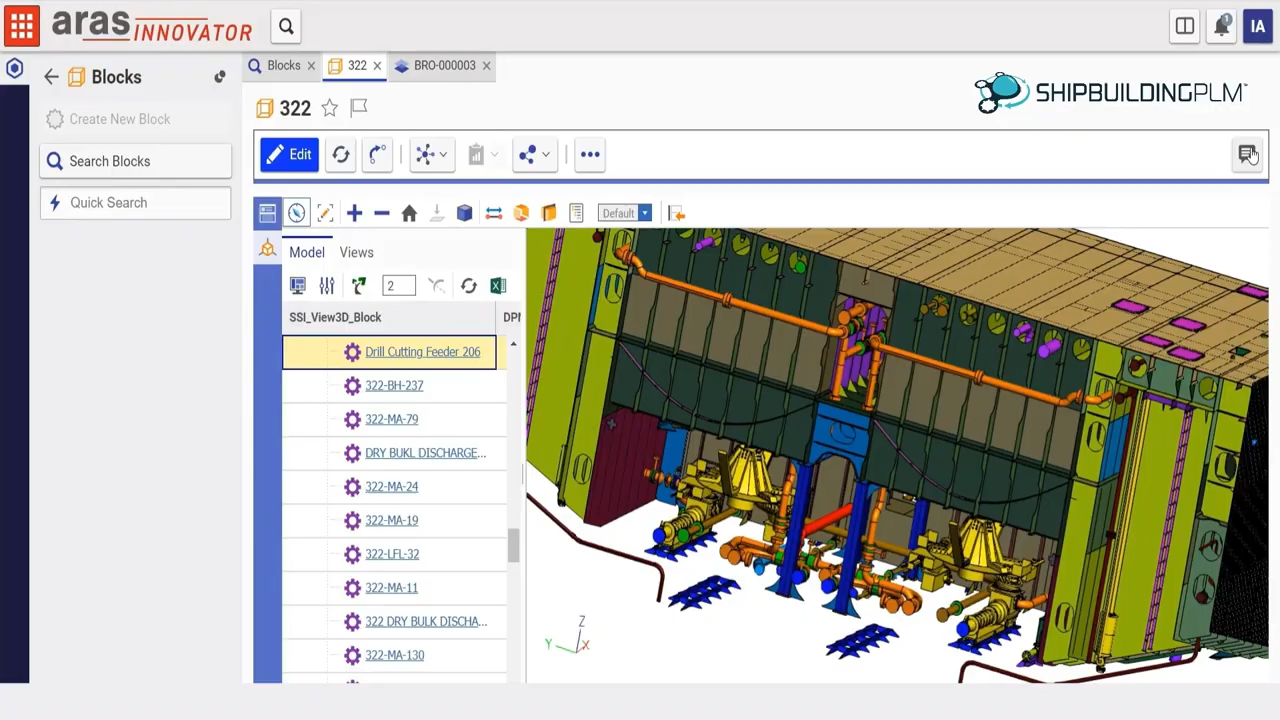 aras INNOVATOR
1
IA
Blocks
Create New Block
Search Blocks
Quick Search
Blocks
322
BRO-000003
SHIPBUILDINGPLM
322
Edit
Default
Model
Views
2
SSI_View3D_Block
Drill Cutting Feeder 206
322-BH-237
322-MA-79
DRY BUKL DISCHARGE...
322-MA-24
322-MA-19
322-LFL-32
322-MA-11
322 DRY BULK DISCHA...
322-MA-130
Z
Y
X